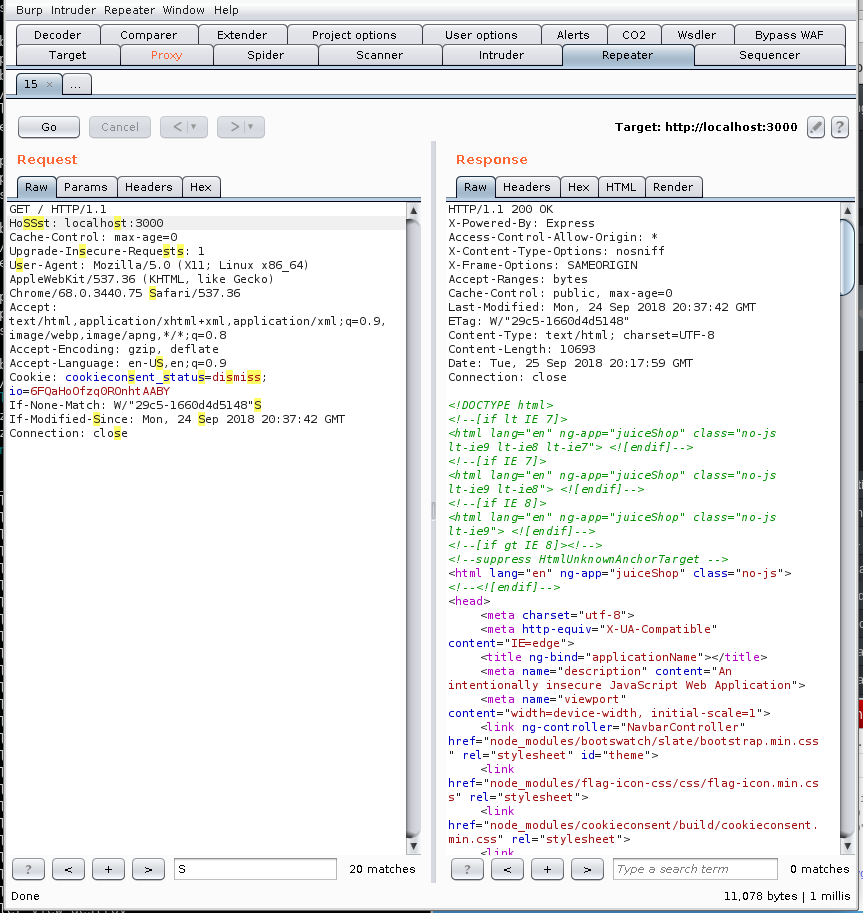 Burp Intruder Repeater Window Help
Decoder Comparer Extender Project options User options Alerts CO2 Wsdler Bypass WAF
Target Proxy Spider Scanner Intruder Repeater Sequencer
15 × ...
Go Cancel < > Target: http://localhost:3000 ?
Request
Raw Params Headers Hex
GET / HTTP/1.1
HoSSst: localhost:3000
Cache-Control: max-age=0
Upgrade-Insecure-Requests: 1
User-Agent: Mozilla/5.0 (X11; Linux x86_64)
AppleWebKit/537.36 (KHTML, like Gecko)
Chrome/68.0.3440.75 Safari/537.36
Accept:
text/html,application/xhtml+xml,application/xml;q=0.9,
image/webp,image/apng,*/*;q=0.8
Accept-Encoding: gzip, deflate
Accept-Language: en-US,en;q=0.9
Cookie: cookieconsent_status=dismiss;
io=6FQaHoOfzq0ROnhtAABY
If-None-Match: W/"29c5-1660d4d5148"S
If-Modified-Since: Mon, 24 Sep 2018 20:37:42 GMT
Connection: close
? < + > S 20 matches
Response
Raw Headers Hex HTML Render
HTTP/1.1 200 OK
X-Powered-By: Express
Access-Control-Allow-Origin: *
X-Content-Type-Options: nosniff
X-Frame-Options: SAMEORIGIN
Accept-Ranges: bytes
Cache-Control: public, max-age=0
Last-Modified: Mon, 24 Sep 2018 20:37:42 GMT
ETag: W/"29c5-1660d4d5148"
Content-Type: text/html; charset=UTF-8
Content-Length: 10693
Date: Tue, 25 Sep 2018 20:17:59 GMT
Connection: close
<!DOCTYPE html>
<!--[if lt IE 7]>
<html lang="en" ng-app="juiceShop" class="no-js
lt-ie9 lt-ie8 lt-ie7"> <![endif]-->
<!--[if IE 7]>
<html lang="en" ng-app="juiceShop" class="no-js
lt-ie9 lt-ie8"> <![endif]-->
<!--[if IE 8]>
<html lang="en" ng-app="juiceShop" class="no-js
lt-ie9"> <![endif]-->
<!--[if gt IE 8]><!-->
<!--suppress HtmlUnknownAnchorTarget -->
<html lang="en" ng-app="juiceShop" class="no-js">
<!--<![endif]-->
<head>
<meta charset="utf-8">
<meta http-equiv="X-UA-Compatible"
content="IE=edge">
<title ng-bind="applicationName"></title>
<meta name="description" content="An
intentionally insecure JavaScript Web Application">
<meta name="viewport"
content="width=device-width, initial-scale=1">
<link ng-controller="NavbarController"
href="node_modules/bootswatch/slate/bootstrap.min.css
" rel="stylesheet" id="theme">
<link
href="node_modules/flag-icon-css/css/flag-icon.min.cs
s" rel="stylesheet">
<link
href="node_modules/cookieconsent/build/cookieconsent.
min.css" rel="stylesheet">
<link
? < + > Type a search term 0 matches
Done 11,078 bytes | 1 millis